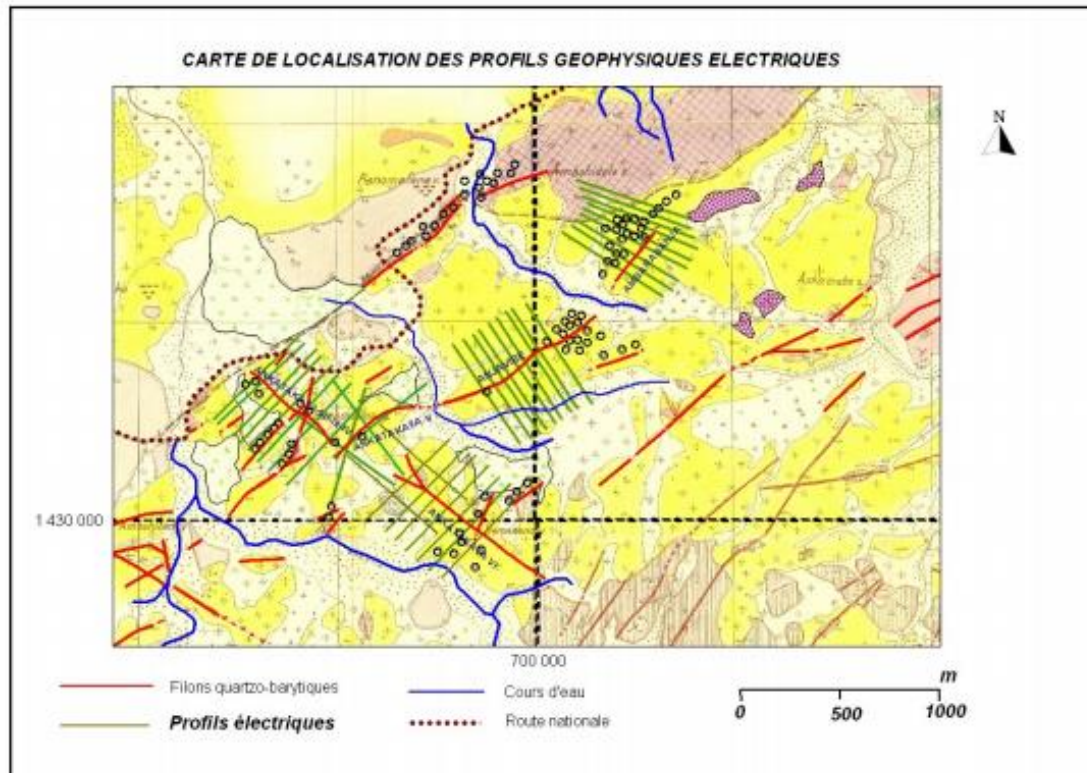 CARTE DE LOCALISATION DES PROFILS GEOPHYSIQUES ELECTRIQUES
N
1 430 000
700 000
Filons quartzo-barytiques
Profils électriques
Cours d'eau
Route nationale
m
0 500 1000